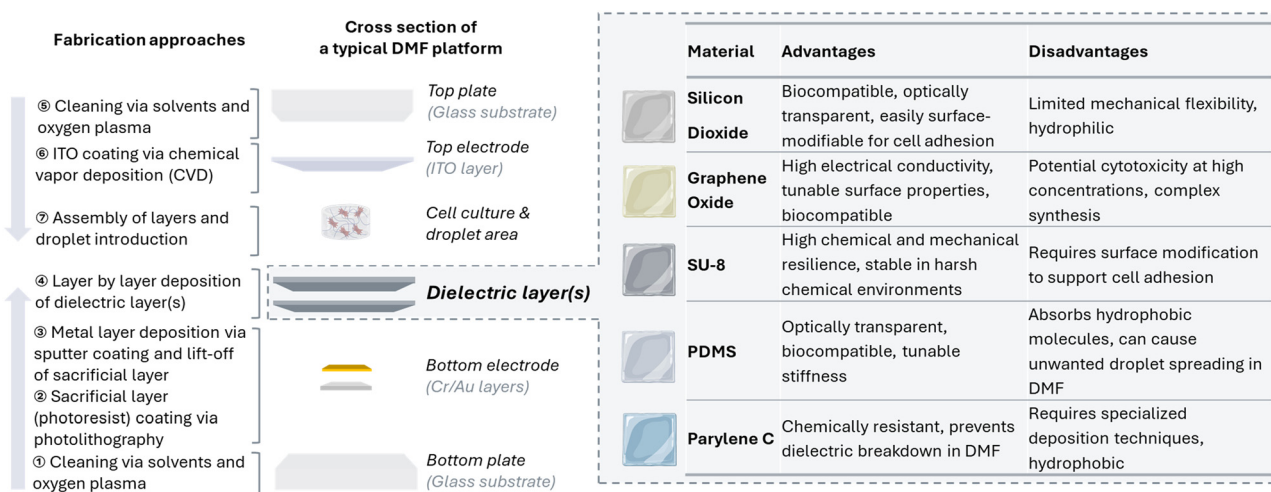 Fabrication approaches
⑤ Cleaning via solvents and
oxygen plasma
⑥ ITO coating via chemical
vapor deposition (CVD)
⑦ Assembly of layers and
droplet introduction
④ Layer by layer deposition
of dielectric layer(s)
③ Metal layer deposition via
sputter coating and lift-off
of sacrificial layer
② Sacrificial layer
(photoresist) coating via
photolithography
① Cleaning via solvents and
oxygen plasma
Cross section of
a typical DMF platform
Top plate
(Glass substrate)
Top electrode
(ITO layer)
Cell culture &
droplet area
Dielectric layer(s)
Bottom electrode
(Cr/Au layers)
Bottom plate
(Glass substrate)
Material
Advantages
Disadvantages
Silicon
Dioxide
Biocompatible, optically
transparent, easily surface-
modifiable for cell adhesion
Limited mechanical flexibility,
hydrophilic
Graphene
Oxide
High electrical conductivity,
tunable surface properties,
biocompatible
Potential cytotoxicity at high
concentrations, complex
synthesis
SU-8
High chemical and mechanical
resilience, stable in harsh
chemical environments
Requires surface modification
to support cell adhesion
PDMS
Optically transparent,
biocompatible, tunable
stiffness
Absorbs hydrophobic
molecules, can cause
unwanted droplet spreading in
DMF
Parylene C
Chemically resistant, prevents
dielectric breakdown in DMF
Requires specialized
deposition techniques,
hydrophobic